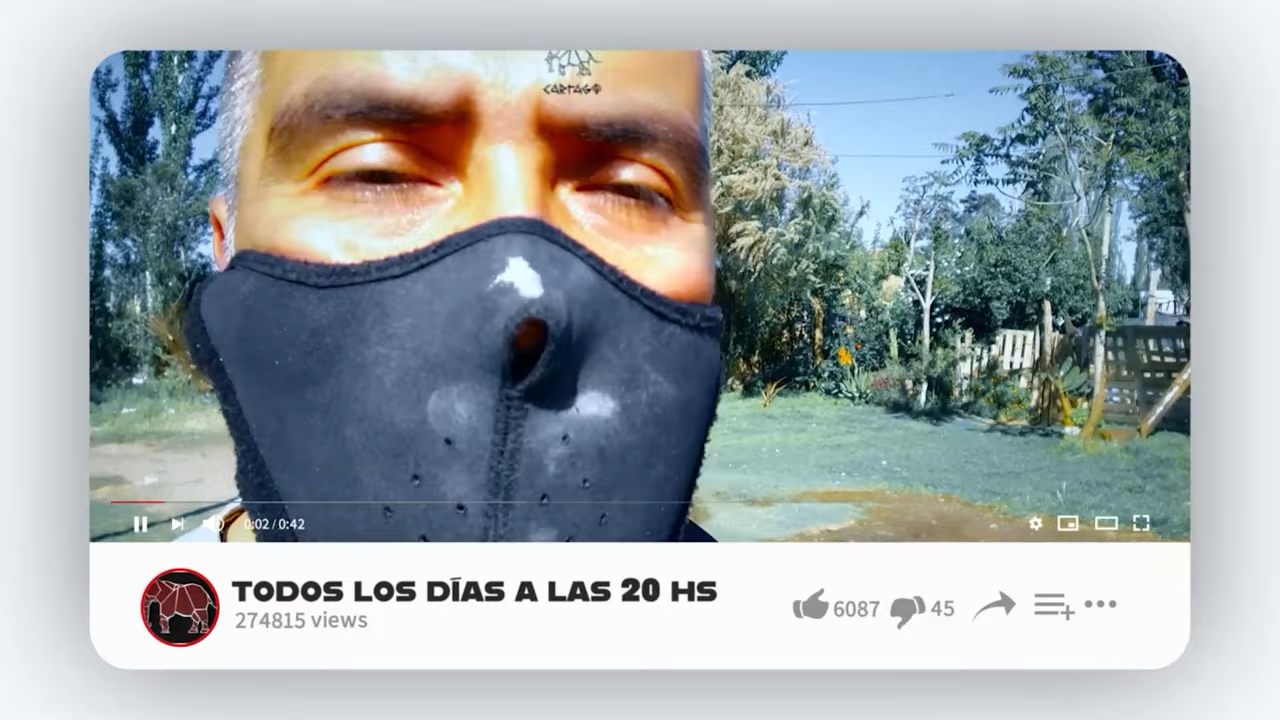 CARTAGO
0:02 / 0:42
TODOS LOS DÍAS A LAS 20 HS
274815 views
6087
45